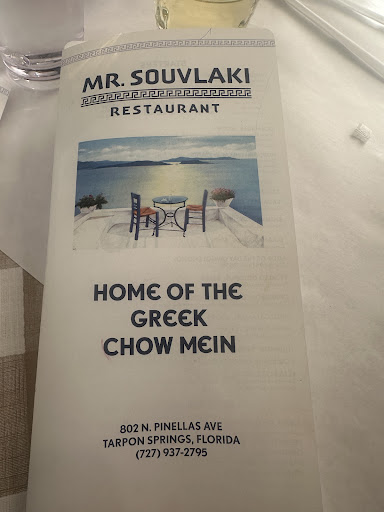 MR. SOUVLAKI
RESTAURANT
HOME OF THE
GREEK
CHOW MEIN
802 N. PINELLAS AVE
TARPON SPRINGS, FLORIDA
(727) 937-2795